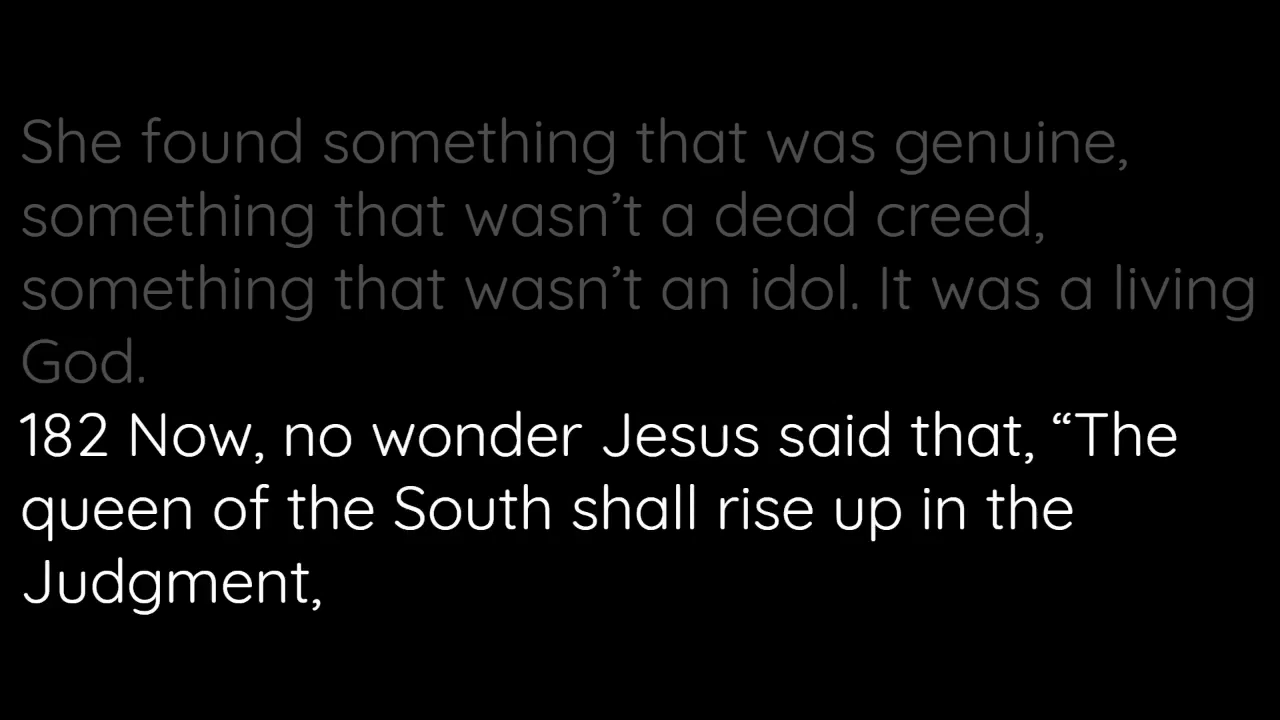 She found something that was genuine,
something that wasn’t a dead creed,
something that wasn’t an idol. It was a living
God.
182 Now, no wonder Jesus said that, “The
queen of the South shall rise up in the
Judgment,